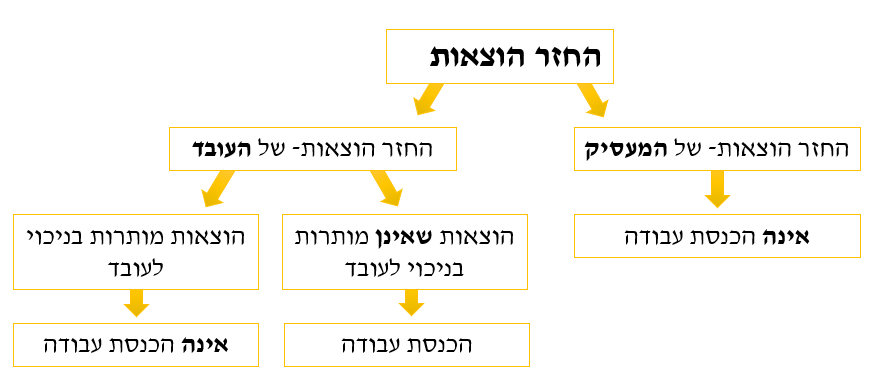 החזר הוצאות
החזר הוצאות- של המעסיק
החזר הוצאות- של העובד
אינה הכנסת עבודה
הוצאות שאינן מותרות
בניכוי לעובד
הוצאות מותרות בניכוי
לעובד
הכנסת עבודה
אינה הכנסת עבודה